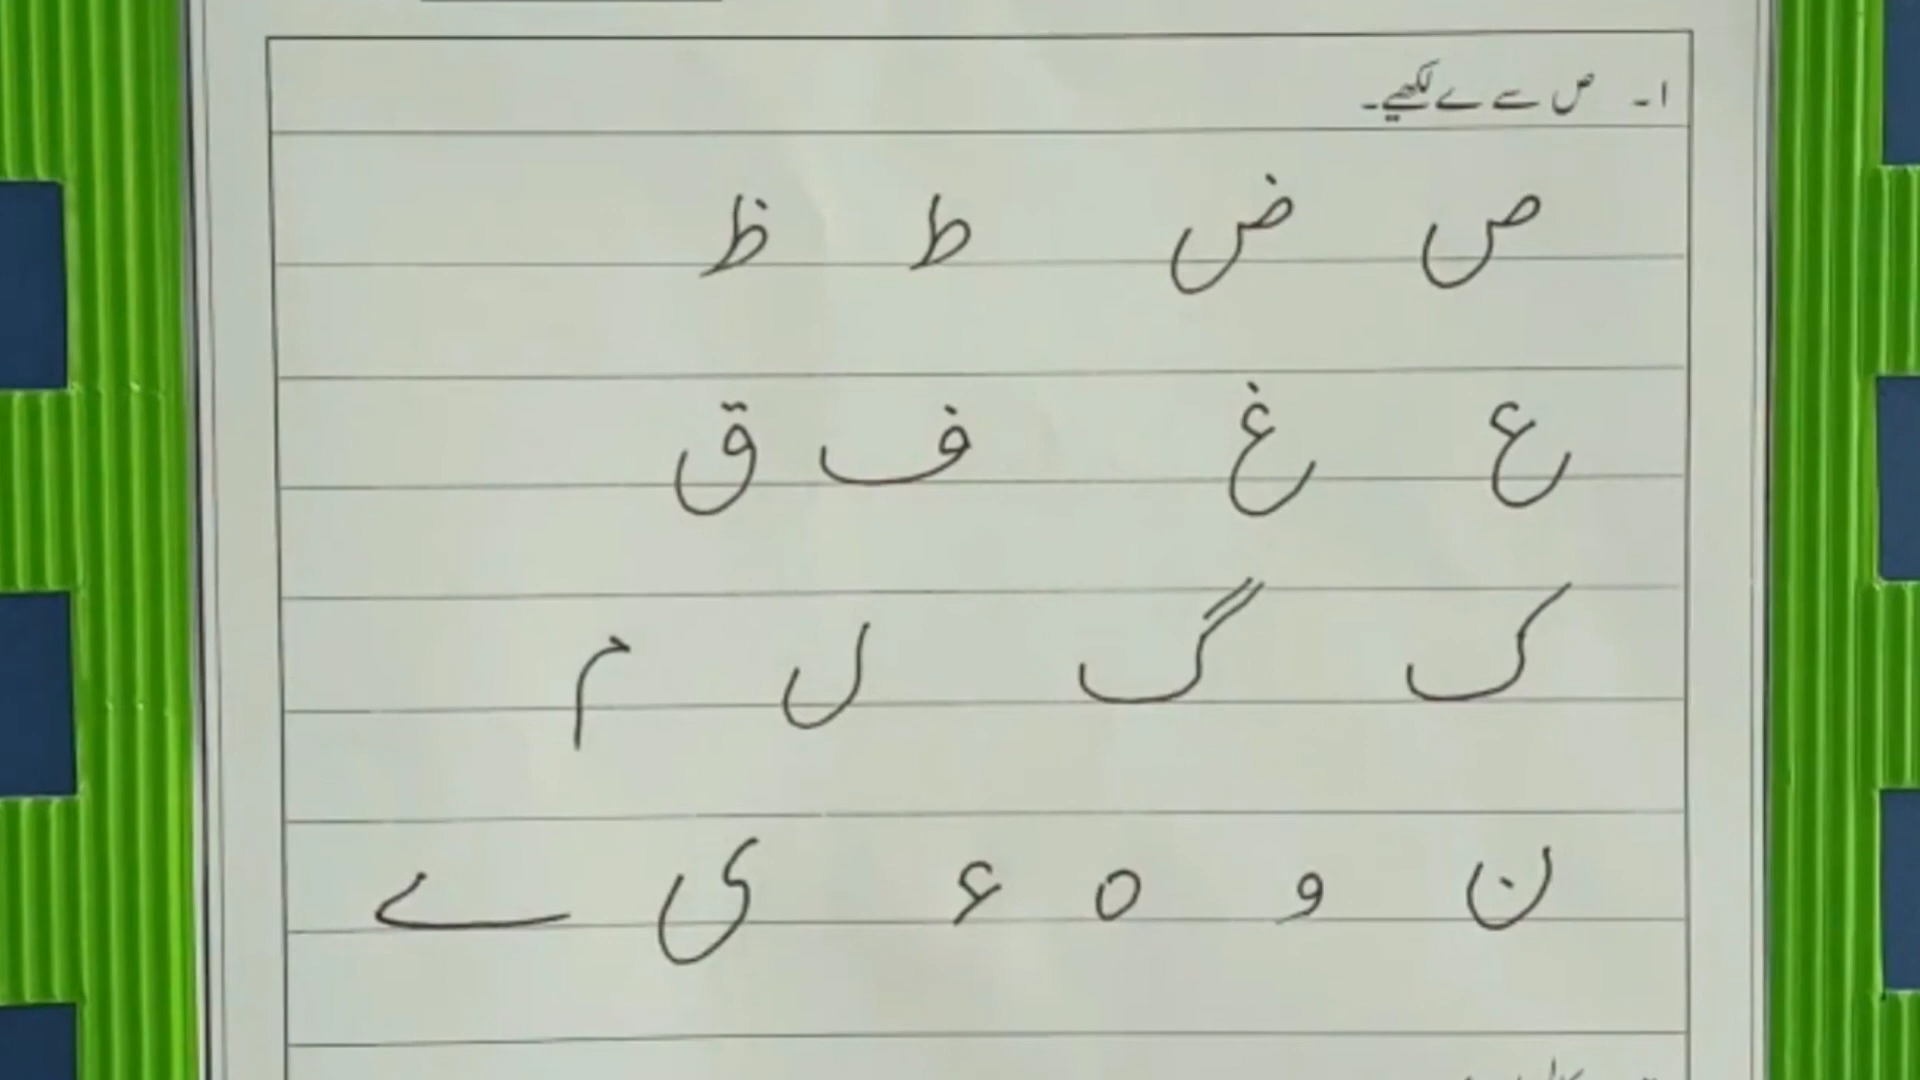 ۱۔ ص سے ے لکھیے۔
ص ض ط ظ
ع غ ف ق
ک گ ل م
ن و ہ ء ی ے